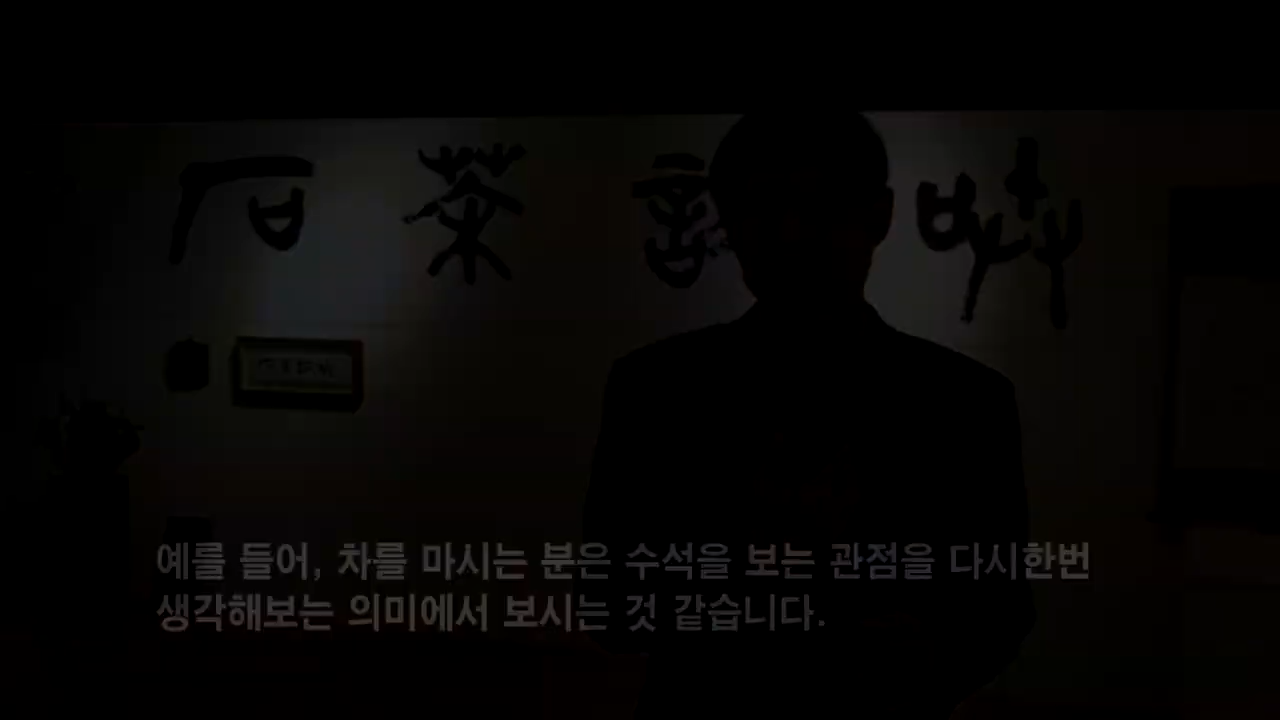 石茶
예를 들어, 차를 마시는 분은 수석을 보는 관점을 다시한번
생각해보는 의미에서 보시는 것 같습니다.